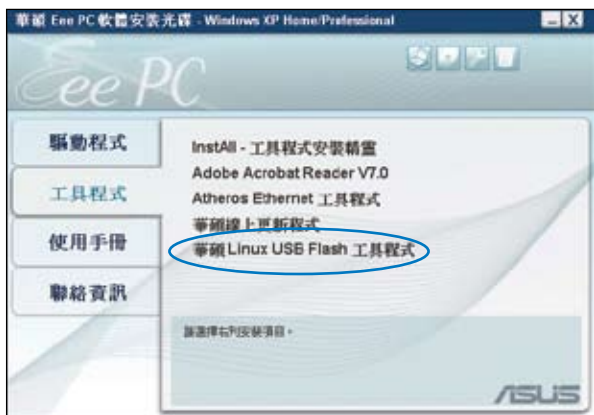 華碩 Eee PC 軟體安裝光碟 - Windows XP Home/Professional
Eee PC
驅動程式
工具程式
使用手冊
聯絡資訊
InstAll - 工具程式安裝精靈
Adobe Acrobat Reader V7.0
Atheros Ethernet 工具程式
華碩線上更新程式
華碩 Linux USB Flash 工具程式
請選擇右列安裝項目。
ASUS